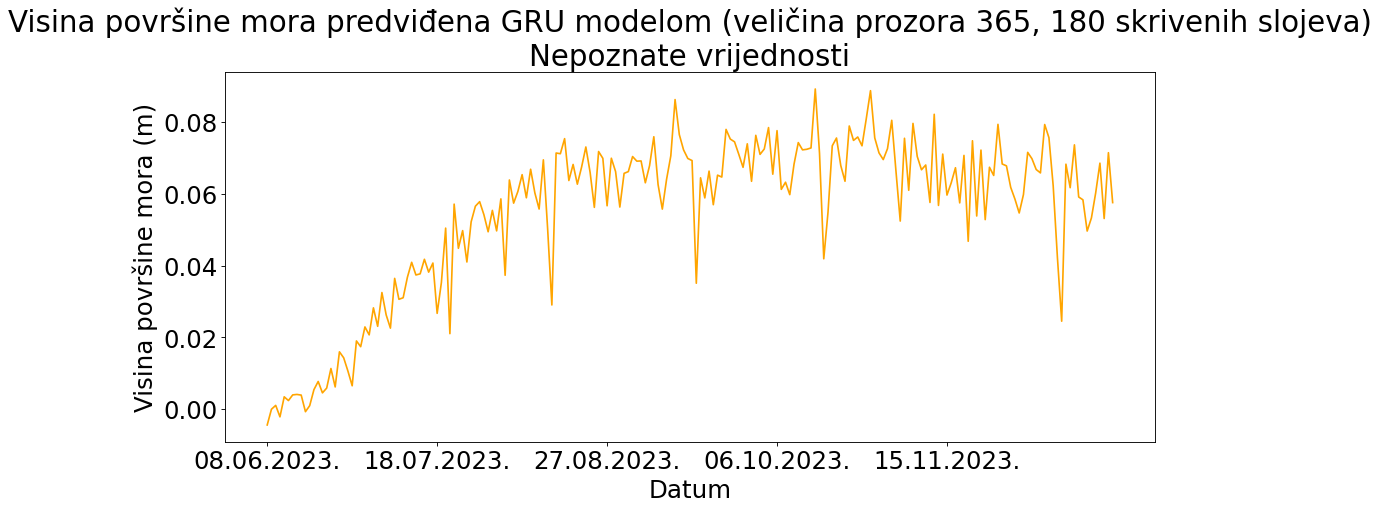 Visina površine mora predviđena GRU modelom (veličina prozora 365, 180 skrivenih slojeva)
Nepoznate vrijednosti
Visina površine mora (m)
0.08
0.06
0.04
0.02
0.00
08.06.2023. 18.07.2023. 27.08.2023. 06.10.2023. 15.11.2023.
Datum